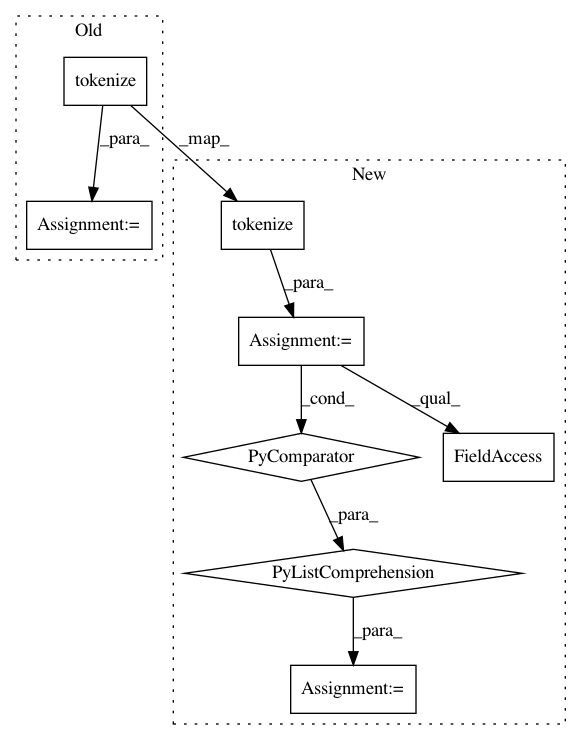 Old
tokenize
_para_
_map_
New
Assignment:=
tokenize
_para_
Assignment:=
_cond_
_qual_
PyComparator
FieldAccess
_para_
PyListComprehension
_para_
Assignment:=